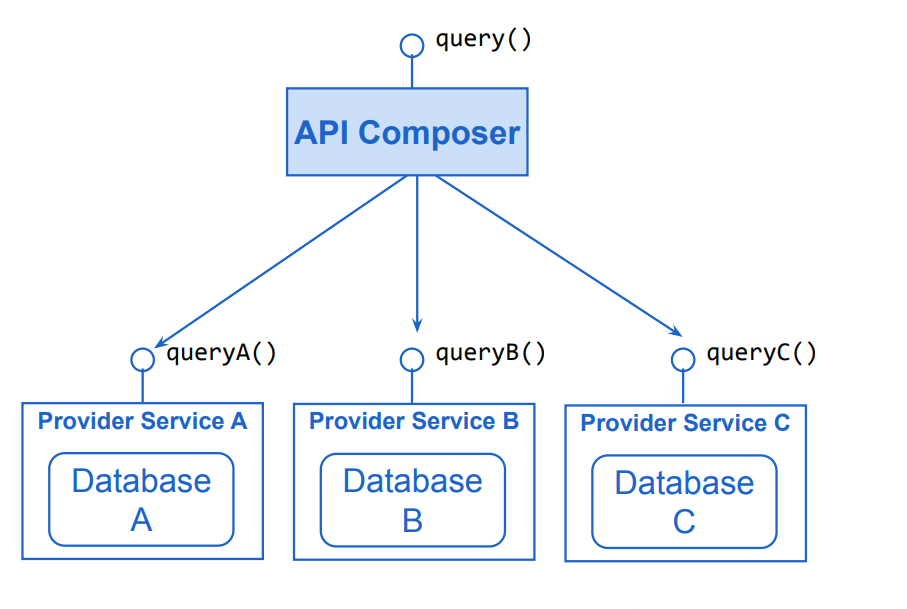 query()
API Composer
queryA()
queryB()
queryC()
Provider Service A
Database
A
Provider Service B
Database
B
Provider Service C
Database
C